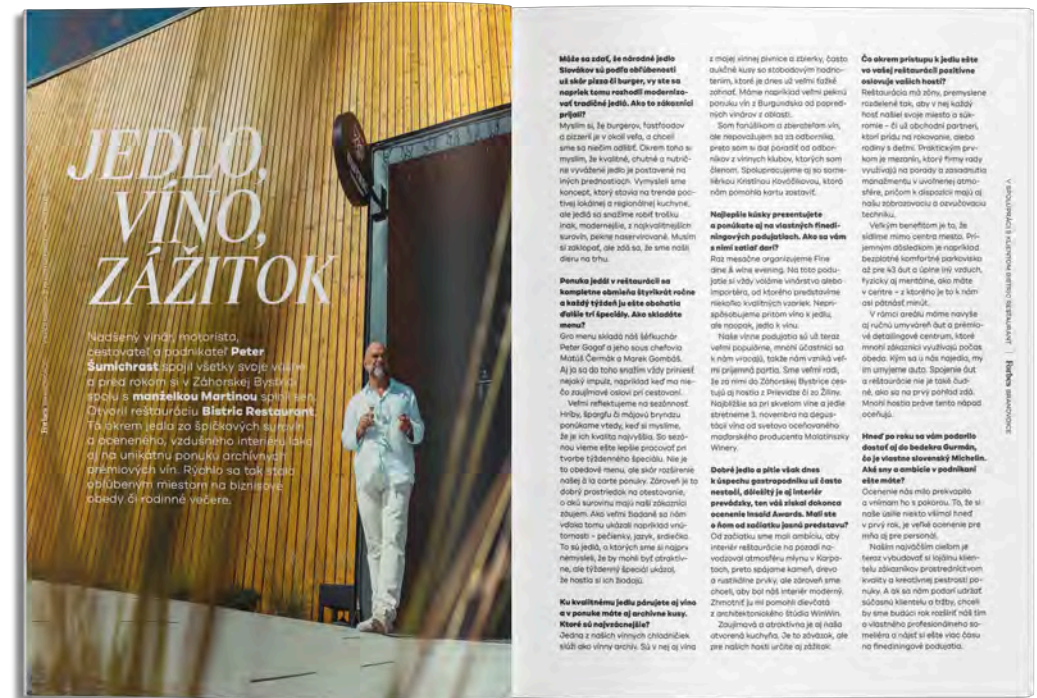 JEDLO,
VÍNO,
ZÁŽITOK
Nadšený vinár, motorista,
cestovateľ a podnikateľ Peter
Šumichrast spojil všetky svoje vášne
a pred rokom si v Záhorskej Bystrici
spolu s manželkou Martinou splnil sen.
Otvoril reštauráciu Bistric Restaurant.
Tá okrem jedla zo špičkových surovín
a oceneného, vzdušného interiéru láka
aj na unikátnu ponuku archívnych
prémiových vín. Rýchlo sa tak stala
obľúbeným miestom na biznisové
obedy či rodinné večere.
Môže sa zdať, že národné jedlo
Slovákov sú podľa obľúbenosti
už skôr pizza či burger, vy ste sa
napriek tomu rozhodli modernizo-
vať tradičné jedlá. Ako to zákazníci
prijali?
Myslím si, že burgerov, fastfoodov
a pizzerií je v okolí veľa, a chceli
sme sa niečím odlíšiť. Okrem toho si
myslím, že kvalitné, chutné a nutrič-
ne vyvážené jedlo je postavené na
iných prednostiach. Vymysleli sme
koncept, ktorý stavia na trende poc-
tivej lokálnej a regionálnej kuchyne,
ale jedlá sa snažíme robiť trošku
inak, modernejšie, z najkvalitnejších
surovín, pekne naservírované. Musím
si zaklopať, ale zdá sa, že sme našli
dieru na trhu.
Ponuka jedál v reštaurácii sa
kompletne obmieňa štyrikrát ročne
a každý týždeň ju ešte obohatia
ďalšie tri špeciály. Ako skladáte
menu?
Gro menu skladá náš šéfkuchár
Peter Gogaľ a jeho sous chefovia
Matúš Čermák a Marek Gombáš.
Aj ja sa do toho snažím vždy priniesť
nejaký impulz, napríklad keď ma nie-
čo zaujímavé osloví pri cestovaní.
Veľmi reflektujeme na sezónnosť.
Hríby, špargľu či májovú bryndzu
ponúkame vtedy, keď si myslíme,
že je ich kvalita najvyššia. So sezó-
nou vieme ešte lepšie pracovať pri
tvorbe týždenného špeciálu. Nie je
to obedové menu, ale skôr rozšírenie
našej à la carte ponuky. Zároveň je to
dobrý prostriedok na otestovanie,
o akú surovinu majú naši zákazníci
záujem. Ako veľmi žiadané sa nám
vďaka tomu ukázali napríklad vnú-
tornosti – pečienky, jazyk, srdiečka.
To sú jedlá, o ktorých sme si najprv
nemysleli, že by mohli byť atraktív-
ne, ale týždenný špeciál ukázal,
že hostia si ich žiadajú.
Ku kvalitnému jedlu párujete aj víno
a v ponuke máte aj archívne kusy.
Ktoré sú najvzácnejšie?
Jedna z našich vínnych chladničiek
slúži ako vínny archív. Sú v nej aj vína
z mojej vínnej pivnice a zbierky, často
aukčné kusy so stobodovým hodno-
tením, ktoré je dnes už veľmi ťažké
zohnať. Máme napríklad veľmi peknú
ponuku vín z Burgundska od popred-
ných vinárov z oblasti.
Som fanúšikom a zberateľom vín,
ale nepovažujem sa za odborníka,
preto som si dal poradiť od odbor-
níkov z vínnych klubov, ktorých som
členom. Spolupracujeme aj so some-
liérkou Kristínou Kováčikovou, ktorá
nám pomohla kartu zostaviť.
Najlepšie kúsky prezentujete
a ponúkate aj na vlastných finedi-
ningových podujatiach. Ako sa vám
s nimi zatiaľ darí?
Raz mesačne organizujeme Fine
dine & wine evening. Na toto podu-
jatie si vždy voláme vinárstvo alebo
importéra, od ktorého predstavíme
niekoľko kvalitných vzoriek. Nepri-
spôsobujeme pritom víno k jedlu,
ale naopak, jedlo k vínu.
Naše vínne podujatia sú už teraz
veľmi populárne, mnohí účastníci sa
k nám vracajú, takže nám vzniká veľ-
mi príjemná partia. Sme veľmi radi,
že za nimi do Záhorskej Bystrice ces-
tujú aj hostia z Prievidze či zo Žiliny.
Najbližšie sa pri skvelom víne a jedle
stretneme 3. novembra na degus-
tácii vína od svetovo oceňovaného
maďarského producenta Malatinszky
Winery.
Dobré jedlo a pitie však dnes
k úspechu gastropodniku už často
nestačí, dôležitý je aj interiér
prevádzky, ten váš získal dokonca
ocenenie Insaid Awards. Mali ste
o ňom od začiatku jasnú predstavu?
Od začiatku sme mali ambíciu, aby
interiér reštaurácie na pozadí na-
vodzoval atmosféru mlynu v Karpa-
toch, preto spájame kameň, drevo
a rustikálne prvky, ale zároveň sme
chceli, aby bol náš interiér moderný.
Zhmotniť ju mi pomohli dievčatá
z architektonického štúdia WinWin.
Zaujímavá a atraktívna je aj naša
otvorená kuchyňa. Je to záväzok, ale
pre našich hostí určite aj zážitok.
Čo okrem prístupu k jedlu ešte
vo vašej reštaurácii pozitívne
oslovuje vašich hostí?
Reštaurácia má zóny, premyslene
rozdelené tak, aby v nej každý
hosť našiel svoje miesto a súk-
romie – či už obchodní partneri,
ktorí prídu na rokovanie, alebo
rodiny s deťmi. Praktickým prv-
kom je mezanín, ktorý firmy rady
využívajú na porady a zasadnutia
manažmentu v uvoľnenej atmo-
sfére, pričom k dispozícii majú aj
našu zobrazovaciu a ozvučovaciu
techniku.
Veľkým benefitom je to, že
sídlime mimo centra mesta. Prí-
jemným dôsledkom je napríklad
bezplatné komfortné parkovisko
až pre 43 áut a úplne iný vzduch,
fyzicky aj mentálne, ako máte
v centre – z ktorého je to k nám
asi pätnásť minút.
V rámci areálu máme navyše
aj ručnú umyváreň áut a prémio-
vé detailingové centrum, ktoré
mnohí zákazníci využívajú počas
obeda. Kým sa u nás najedia, my
im umyjeme auto. Spojenie áut
a reštaurácie nie je také čud-
né, ako sa na prvý pohľad zdá.
Mnohí hostia práve tento nápad
oceňujú.
Hneď po roku sa vám podarilo
dostať aj do bedekra Gurmán,
čo je vlastne slovenský Michelin.
Aké sny a ambície v podnikaní
ešte máte?
Ocenenie nás milo prekvapilo
a vnímam ho s pokorou. To, že si
naše úsilie niekto všimol hneď
v prvý rok, je veľké ocenenie pre
mňa aj pre personál.
Naším najväčším cieľom je
teraz vybudovať si lojálnu klien-
telu zákazníkov prostredníctvom
kvality a kreatívnej pestrosti po-
nuky. A ak sa nám podarí udržať
súčasnú klientelu a tržby, chceli
by sme budúci rok rozšíriť náš tím
o vlastného profesionálneho so-
meliéra a nájsť si ešte viac času
na finediningové podujatia.
V SPOLUPRÁCI S KLIENTOM BISTRIC RESTAURANT | Forbes BRANDVOICE